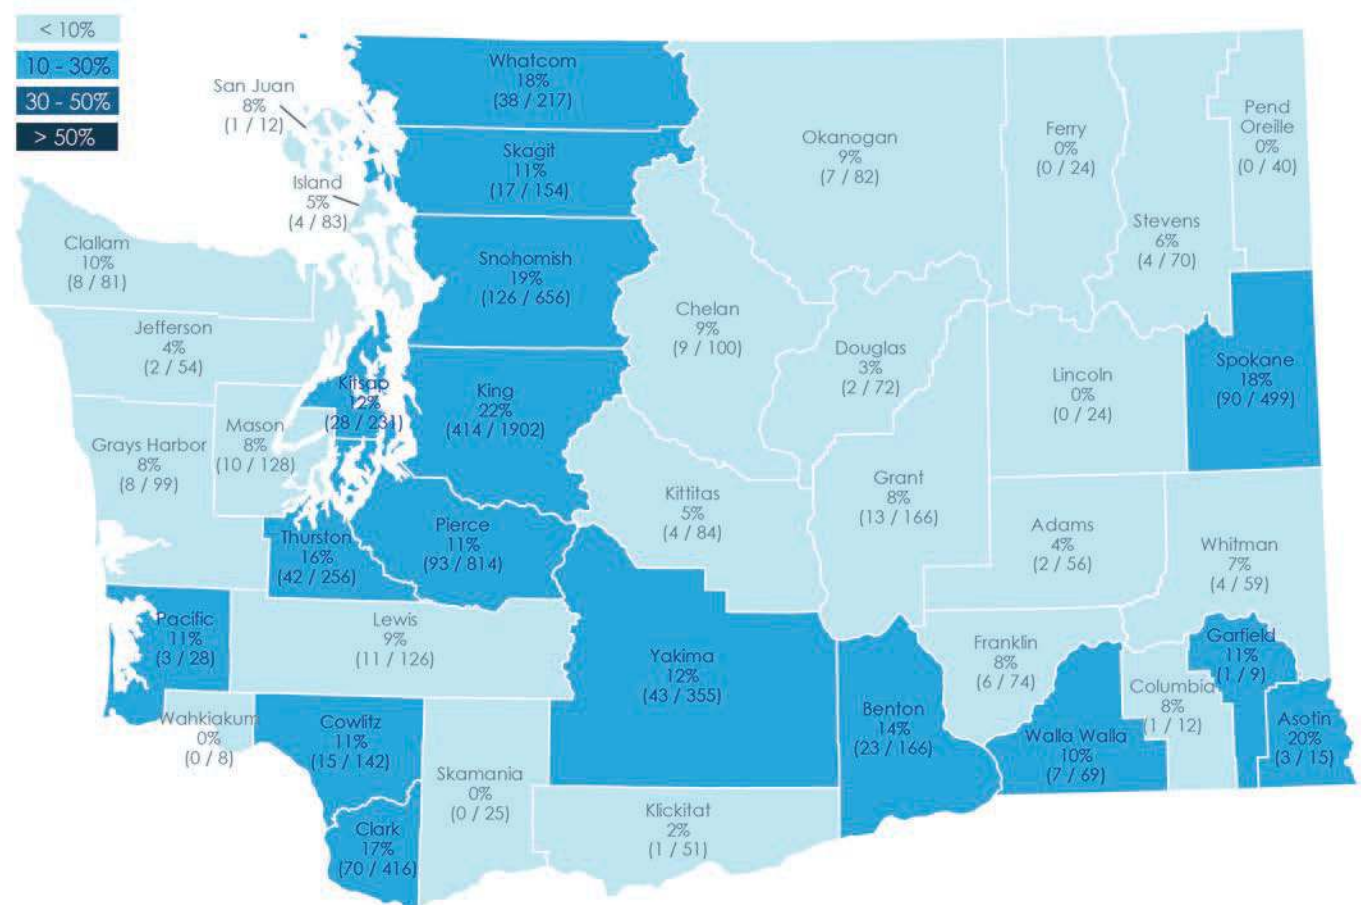 < 10%
10 - 30%
30 - 50%
> 50%
Whatcom
18%
(38 / 217)
San Juan
8%
(1 / 12)
Skagit
11%
(17 / 154)
Island
5%
(4 / 83)
Okanogan
9%
(7 / 82)
Ferry
0%
(0 / 24)
Pend
Oreille
0%
(0 / 40)
Stevens
6%
(4 / 70)
Clallam
10%
(8 / 81)
Snohomish
19%
(126 / 656)
Chelan
9%
(9 / 100)
Jefferson
4%
(2 / 54)
Douglas
3%
(2 / 72)
Lincoln
0%
(0 / 24)
Spokane
18%
(90 / 499)
Kitsap
12%
(28 / 231)
King
22%
(414 / 1902)
Mason
8%
(10 / 128)
Grays Harbor
8%
(8 / 99)
Kittitas
5%
(4 / 84)
Grant
8%
(13 / 166)
Adams
4%
(2 / 56)
Whitman
7%
(4 / 59)
Thurston
16%
(42 / 256)
Pierce
11%
(93 / 814)
Pacific
11%
(3 / 28)
Lewis
9%
(11 / 126)
Yakima
12%
(43 / 355)
Franklin
8%
(6 / 74)
Garfield
11%
(1 / 9)
Columbia
8%
(1 / 12)
Benton
14%
(23 / 166)
Walla Walla
10%
(7 / 69)
Asotin
20%
(3 / 15)
Wahkiakum
0%
(0 / 8)
Cowlitz
11%
(15 / 142)
Skamania
0%
(0 / 25)
Klickitat
2%
(1 / 51)
Clark
17%
(70 / 416)